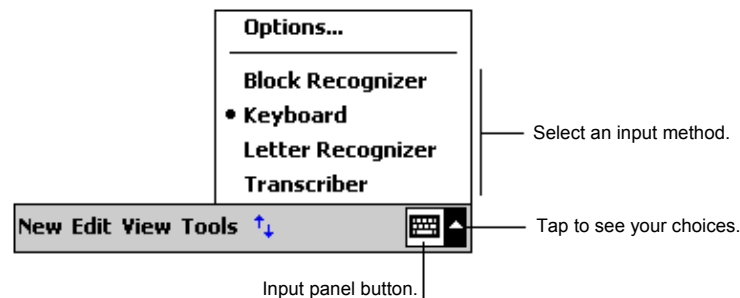 Options...
Block Recognizer
• Keyboard
Letter Recognizer
Transcriber
Select an input method.
New Edit View Tools
Tap to see your choices.
Input panel button.